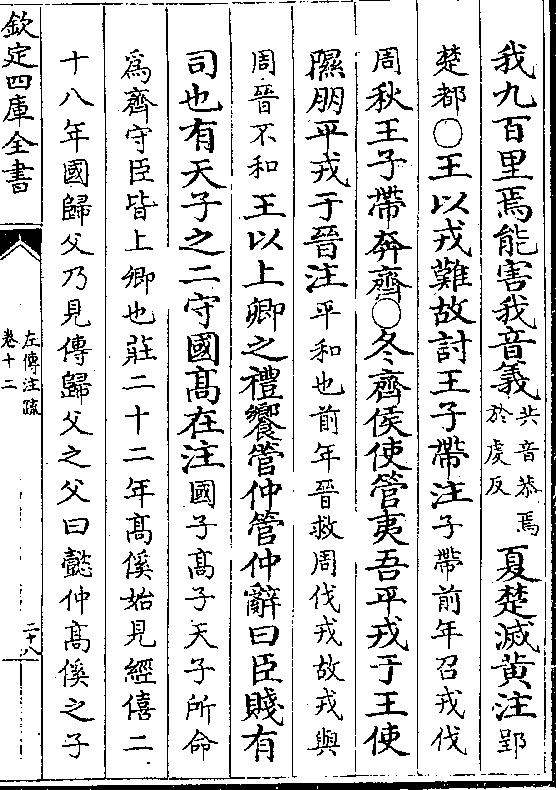 我九百里焉能害我音義共音恭焉於虔反夏楚滅黃注郢
楚都○王以戎難故討王子帶注子帶前年召戎伐
周秋王子帶奔齊○冬齊侯使管夷吾平戎于王使
隰朋平戎于晉注平和也前年晉救周伐戎故戎與
周晉不和王以上卿之禮饗管仲管仲辭曰臣賤有
司也有天子之二守國高在注國子高子天子所命
為齊守臣皆上卿也莊二十二年高傒始見經僖二
十八年國歸父乃見傳歸父之父曰懿仲高傒之子
欽定四庫全書
左傳注疏
卷十二
二十八